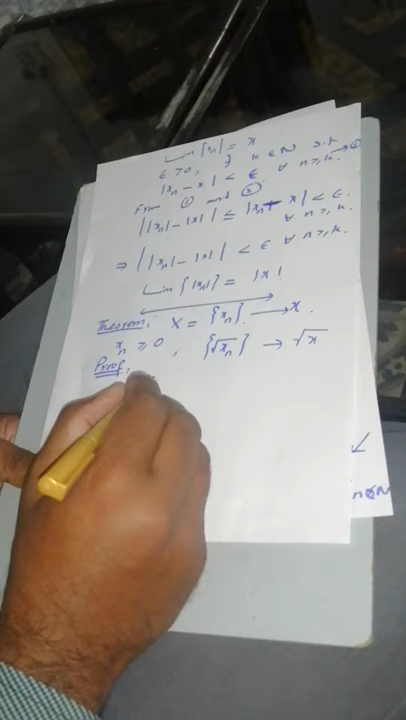 Lim {xₙ} = x
ε > 0, ∃ k ∈ N s.t
|xₙ - x| < ε ∀ n ≥ k. → ②
From ① and ②.
||xₙ| - |x|| ≤ |xₙ - x| < ε.
∀ n ≥ k.
⇒ ||xₙ| - |x|| < ε ∀ n ≥ k.
Lim {|xₙ|} = |x|
Theorem: X = {xₙ} → x.
xₙ ≥ 0, {√xₙ} → √x
Proof: